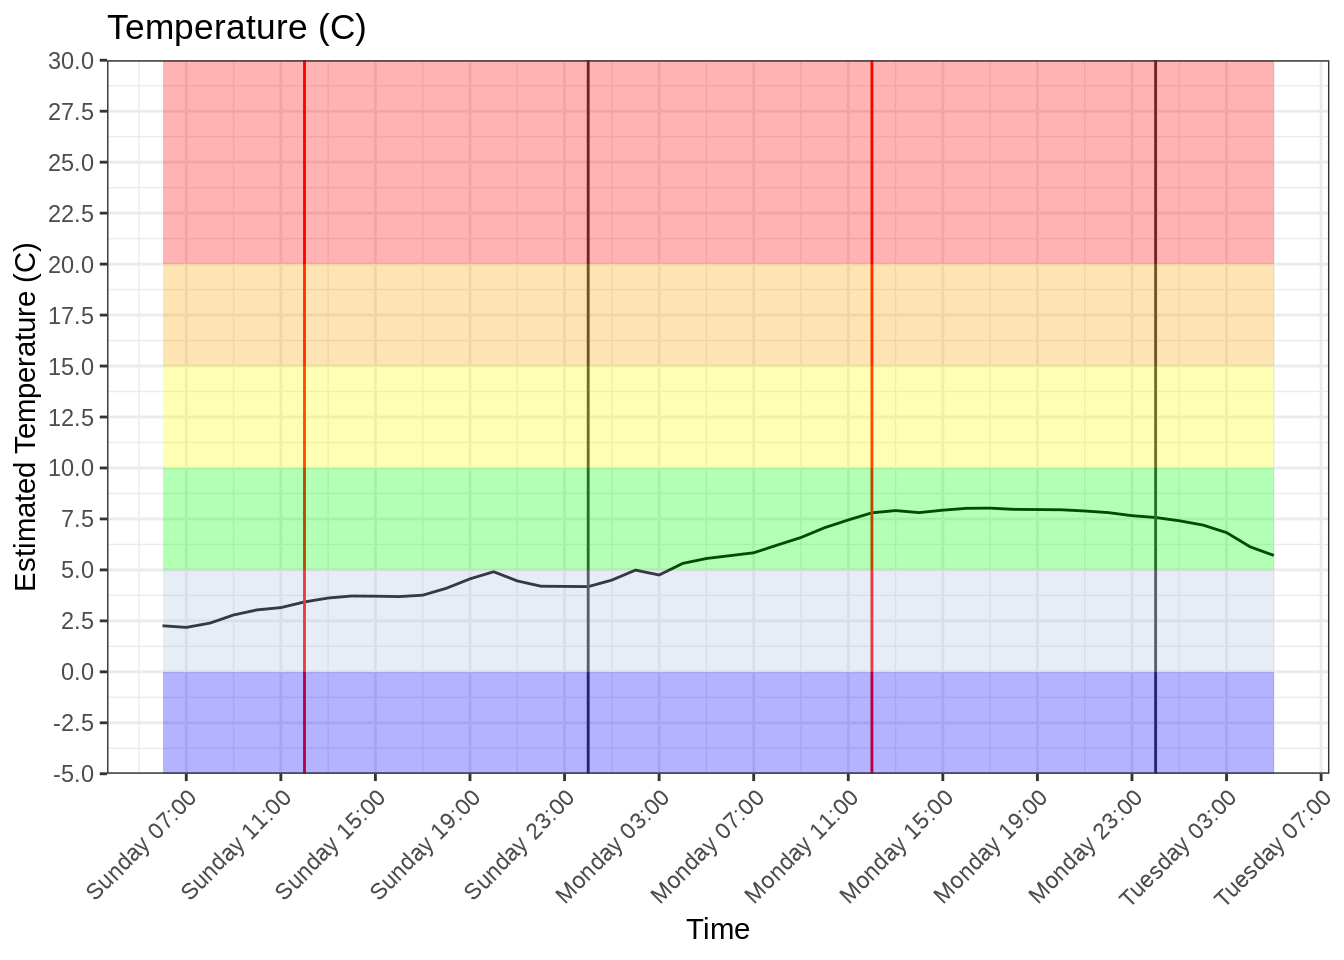 Temperature (C)
Estimated Temperature (C)
30.0
27.5
25.0
22.5
20.0
17.5
15.0
12.5
10.0
7.5
5.0
2.5
0.0
-2.5
-5.0
Sunday 07:00
Sunday 11:00
Sunday 15:00
Sunday 19:00
Sunday 23:00
Monday 03:00
Monday 07:00
Monday 11:00
Monday 15:00
Monday 19:00
Monday 23:00
Tuesday 03:00
Tuesday 07:00
Time